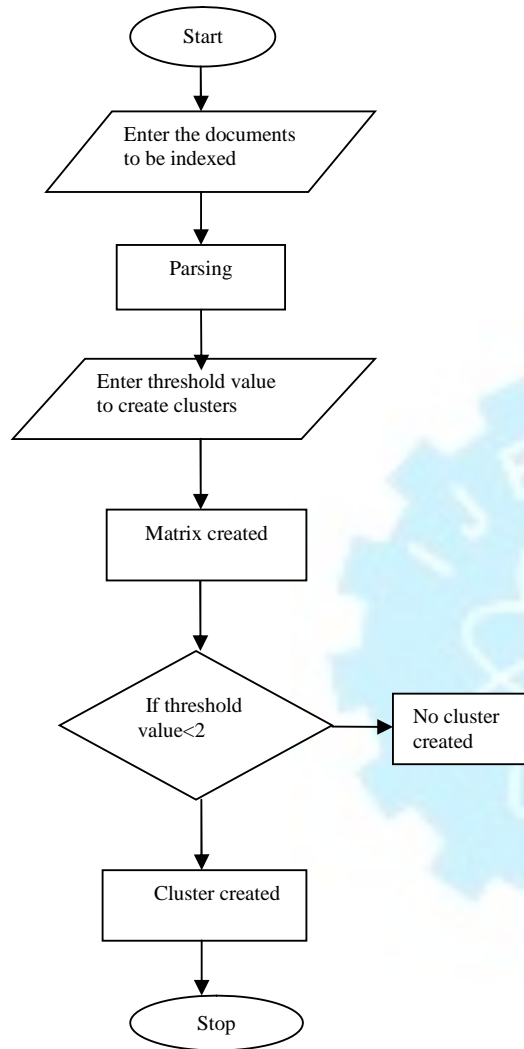 Start
Enter the documents
to be indexed
Parsing
Enter threshold value
to create clusters
Matrix created
If threshold
value<2
No cluster
created
Cluster created
Stop